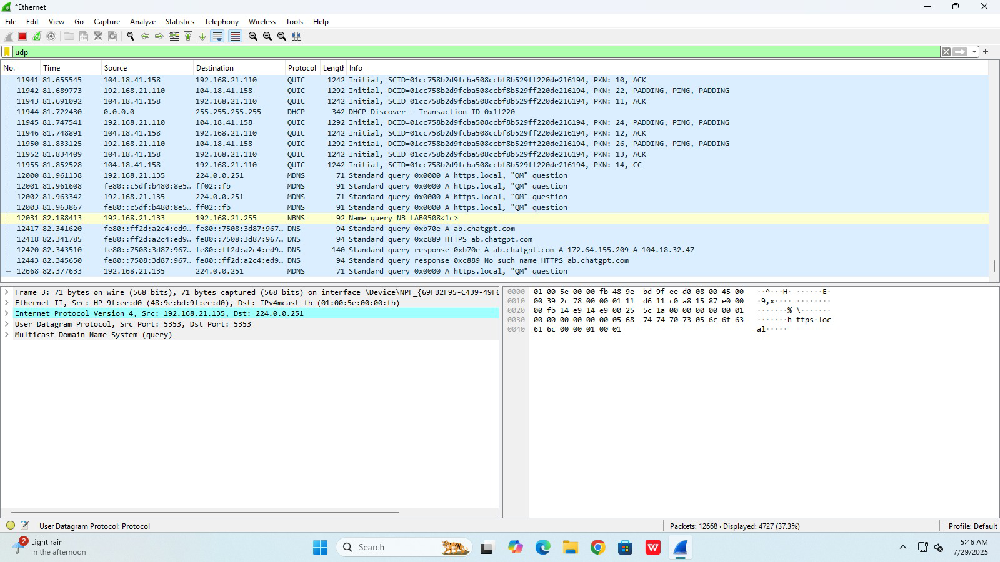 *Ethernet
File Edit View Go Capture Analyze Statistics Telephony Wireless Tools Help
udp
No. Time Source Destination Protocol Length Info
11941 81.655545 104.18.41.158 192.168.21.110 QUIC 1242 Initial, SCID=01cc758b2d9fcba508ccbf8b529ff220de216194, PKN: 10, ACK
11942 81.689773 192.168.21.110 104.18.41.158 QUIC 1292 Initial, DCID=01cc758b2d9fcba508ccbf8b529ff220de216194, PKN: 22, PADDING, PING, PADDING
11943 81.691092 104.18.41.158 192.168.21.110 QUIC 1242 Initial, SCID=01cc758b2d9fcba508ccbf8b529ff220de216194, PKN: 11, ACK
11944 81.722430 0.0.0.0 255.255.255.255 DHCP 342 DHCP Discover - Transaction ID 0x1f220
11945 81.747541 192.168.21.110 104.18.41.158 QUIC 1292 Initial, DCID=01cc758b2d9fcba508ccbf8b529ff220de216194, PKN: 24, PADDING, PING, PADDING
11946 81.748891 104.18.41.158 192.168.21.110 QUIC 1242 Initial, SCID=01cc758b2d9fcba508ccbf8b529ff220de216194, PKN: 12, ACK
11950 81.833125 192.168.21.110 104.18.41.158 QUIC 1292 Initial, DCID=01cc758b2d9fcba508ccbf8b529ff220de216194, PKN: 26, PADDING, PING, PADDING
11952 81.834409 104.18.41.158 192.168.21.110 QUIC 1242 Initial, SCID=01cc758b2d9fcba508ccbf8b529ff220de216194, PKN: 13, ACK
11955 81.852528 104.18.41.158 192.168.21.110 QUIC 1242 Initial, SCID=01cc758b2d9fcba508ccbf8b529ff220de216194, PKN: 14, CC
12000 81.961138 192.168.21.135 224.0.0.251 MDNS 71 Standard query 0x0000 A https.local, "QM" question
12001 81.961608 fe80::c5df:b480:8e5… ff02::fb MDNS 91 Standard query 0x0000 A https.local, "QM" question
12002 81.963342 192.168.21.135 224.0.0.251 MDNS 71 Standard query 0x0000 A https.local, "QM" question
12003 81.963867 fe80::c5df:b480:8e5… ff02::fb MDNS 91 Standard query 0x0000 A https.local, "QM" question
12031 82.188413 192.168.21.133 192.168.21.255 NBNS 92 Name query NB LAB0508<1c>
12417 82.341620 fe80::ff2d:a2c4:ed9… fe80::7508:3d87:967… DNS 94 Standard query 0xb70e A ab.chatgpt.com
12418 82.341785 fe80::ff2d:a2c4:ed9… fe80::7508:3d87:967… DNS 94 Standard query 0xc889 HTTPS ab.chatgpt.com
12420 82.343510 fe80::7508:3d87:967… fe80::ff2d:a2c4:ed9… DNS 140 Standard query response 0xb70e A ab.chatgpt.com A 172.64.155.209 A 104.18.32.47
12443 82.345650 fe80::7508:3d87:967… fe80::ff2d:a2c4:ed9… DNS 94 Standard query response 0xc889 No such name HTTPS ab.chatgpt.com
12668 82.377633 192.168.21.135 224.0.0.251 MDNS 71 Standard query 0x0000 A https.local, "QM" question
Frame 3: 71 bytes on wire (568 bits), 71 bytes captured (568 bits) on interface \Device\NPF_{69FB2F95-C439-49F6
Ethernet II, Src: HP_9f:ee:d0 (48:9e:bd:9f:ee:d0), Dst: IPv4mcast_fb (01:00:5e:00:00:fb)
Internet Protocol Version 4, Src: 192.168.21.135, Dst: 224.0.0.251
User Datagram Protocol, Src Port: 5353, Dst Port: 5353
Multicast Domain Name System (query)
0000 01 00 5e 00 00 fb 48 9e bd 9f ee d0 08 00 45 00 ··^···H· ······E·
0010 00 39 2c 78 00 00 01 11 d6 11 c0 a8 15 87 e0 00 ·9,x···· ········
0020 00 fb 14 e9 14 e9 00 25 5c 1a 00 00 00 00 00 01 ·······% \·······
0030 00 00 00 00 00 00 05 68 74 74 70 73 05 6c 6f 63 ·······h ttps·loc
0040 61 6c 00 00 01 00 01 al·····
User Datagram Protocol: Protocol
Packets: 12668 · Displayed: 4727 (37.3%)
Profile: Default
2
Light rain
In the afternoon
Search
W
5:46 AM
7/29/2025